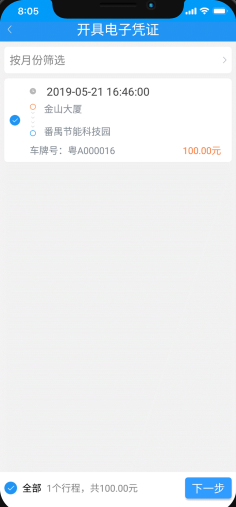 8:05
开具电子凭证
按月份筛选
2019-05-21 16:46:00
金山大厦
番禺节能科技园
车牌号：粤A000016
100.00元
全部 1个行程，共100.00元
下一步